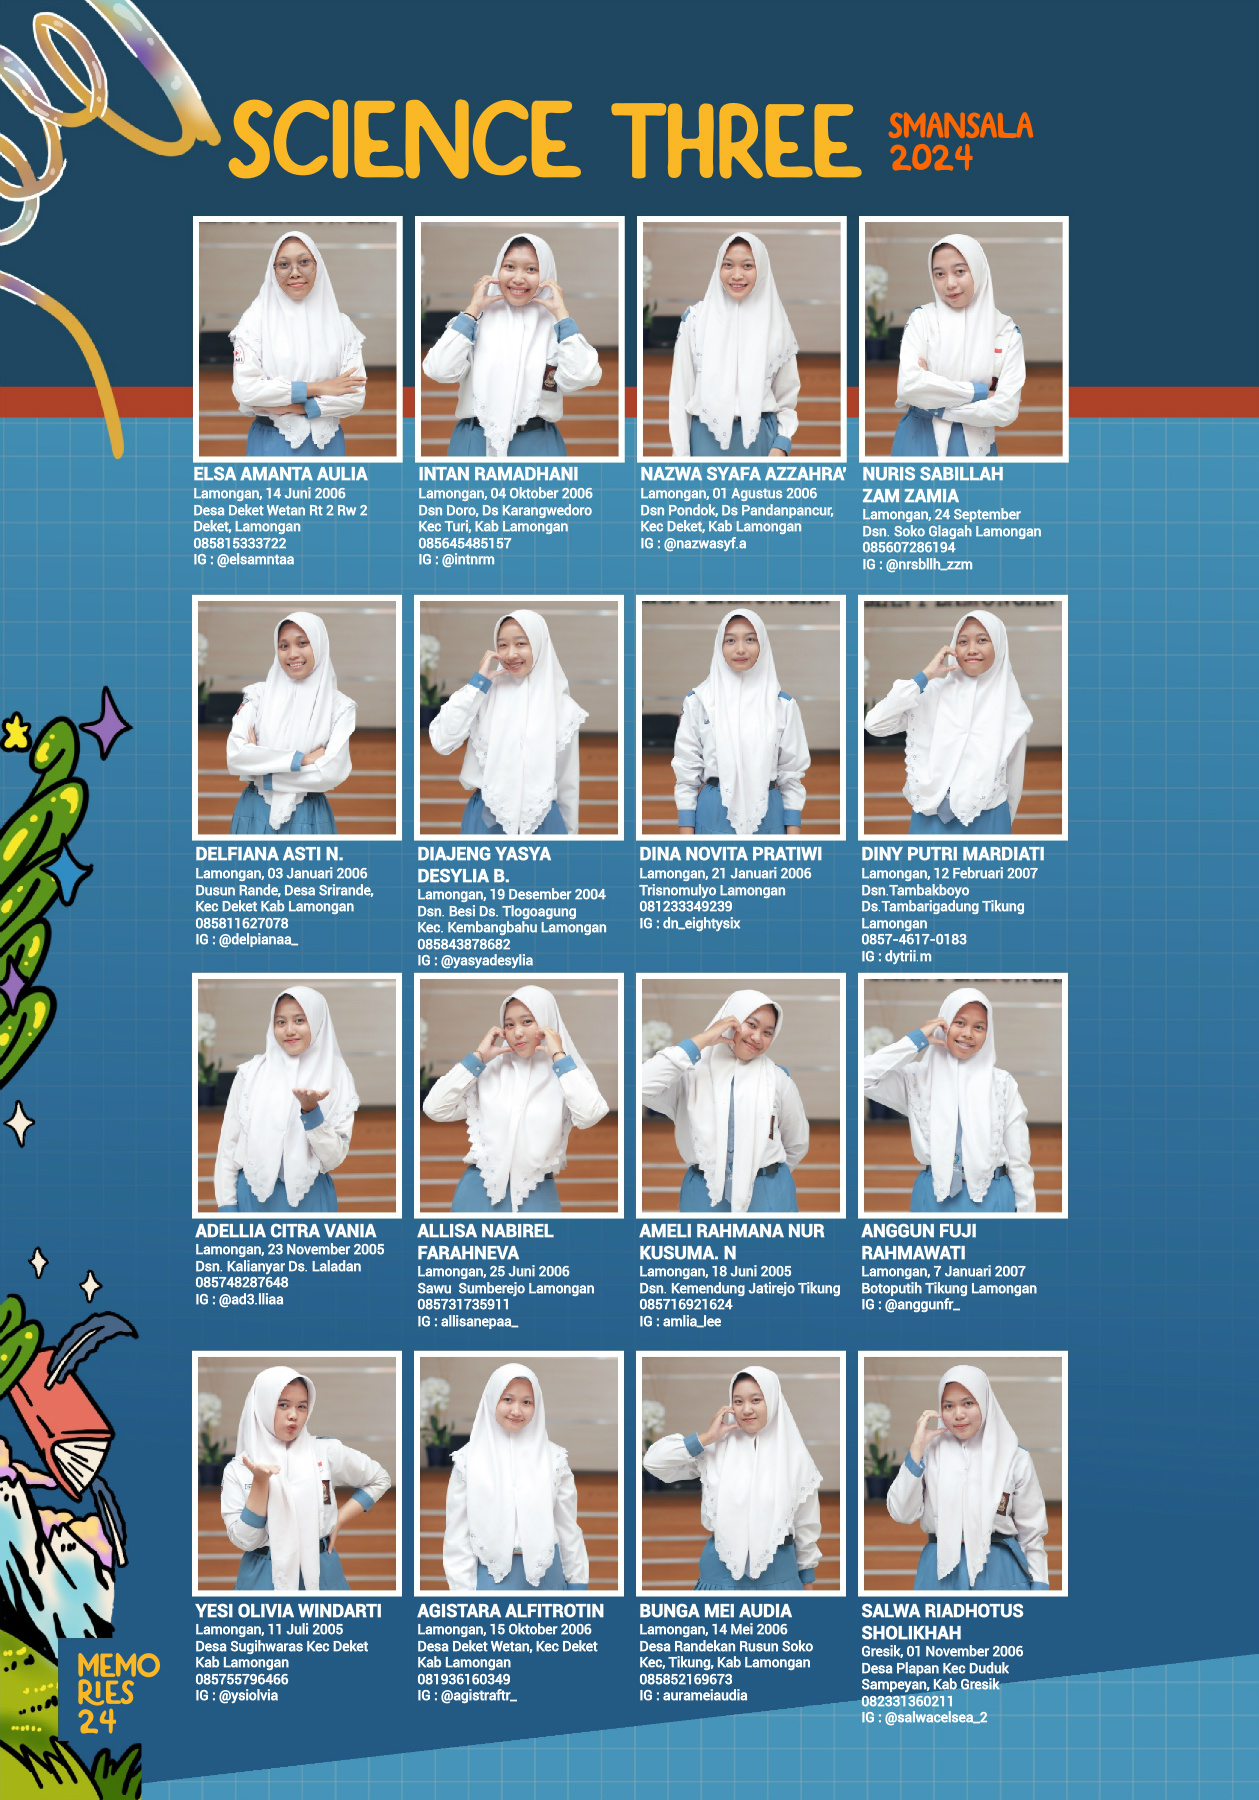 SCIENCE THREE
SMANSALA
2024
ELSA AMANTA AULIA
Lamongan, 14 Juni 2006
Desa Deket Wetan Rt 2 Rw 2
Deket, Lamongan
085815333722
IG : @elsamntaa
INTAN RAMADHANI
Lamongan, 04 Oktober 2006
Dsn Doro, Ds Karangwedoro
Kec Turi, Kab Lamongan
085645485157
IG : @intnrm
NAZWA SYAFA AZZAHRA'
Lamongan, 01 Agustus 2006
Dsn Pondok, Ds Pandanpancur,
Kec Deket, Kab Lamongan
IG : @nazwasyf.a
NURIS SABILLAH
ZAM ZAMIA
Lamongan, 24 September
Dsn. Soko Glagah Lamongan
085607286194
IG : @nrsbllh_zzm
DELFIANA ASTI N.
Lamongan, 03 Januari 2006
Dusun Rande, Desa Srirande,
Kec Deket Kab Lamongan
085811627078
IG : @delpianaa_
DIAJENG YASYA
DESYLIA B.
Lamongan, 19 Desember 2004
Dsn. Besi Ds. Tlogoagung
Kec. Kembangbahu Lamongan
085843878682
IG : @yasyadesylia
DINA NOVITA PRATIWI
Lamongan, 21 Januari 2006
Trisnomulyo Lamongan
081233349239
IG : dn_eightysix
DINY PUTRI MARDIATI
Lamongan, 12 Februari 2007
Dsn.Tambakboyo
Ds.Tambarigadung Tikung
Lamongan
0857-4617-0183
IG : dytrii.m
ADELLIA CITRA VANIA
Lamongan, 23 November 2005
Dsn. Kalianyar Ds. Laladan
085748287648
IG : @ad3.lliaa
ALLISA NABIREL
FARAHNEVA
Lamongan, 25 Juni 2006
Sawu  Sumberejo Lamongan
085731735911
IG : allisanepaa_
AMELI RAHMANA NUR
KUSUMA. N
Lamongan, 18 Juni 2005
Dsn. Kemendung Jatirejo Tikung
085716921624
IG : amlia_lee
ANGGUN FUJI
RAHMAWATI
Lamongan, 7 Januari 2007
Botoputih Tikung Lamongan
IG : @anggunfr_
YESI OLIVIA WINDARTI
Lamongan, 11 Juli 2005
Desa Sugihwaras Kec Deket
Kab Lamongan
085755796466
IG : @ysiolvia
AGISTARA ALFITROTIN
Lamongan, 15 Oktober 2006
Desa Deket Wetan, Kec Deket
Kab Lamongan
081936160349
IG : @agistraftr_
BUNGA MEI AUDIA
Lamongan, 14 Mei 2006
Desa Randekan Rusun Soko
Kec, Tikung, Kab Lamongan
085852169673
IG : aurameiaudia
SALWA RIADHOTUS
SHOLIKHAH
Gresik, 01 November 2006
Desa Plapan Kec Duduk
Sampeyan, Kab Gresik
082331360211
IG : @salwacelsea_2
MEMO
RIES
24